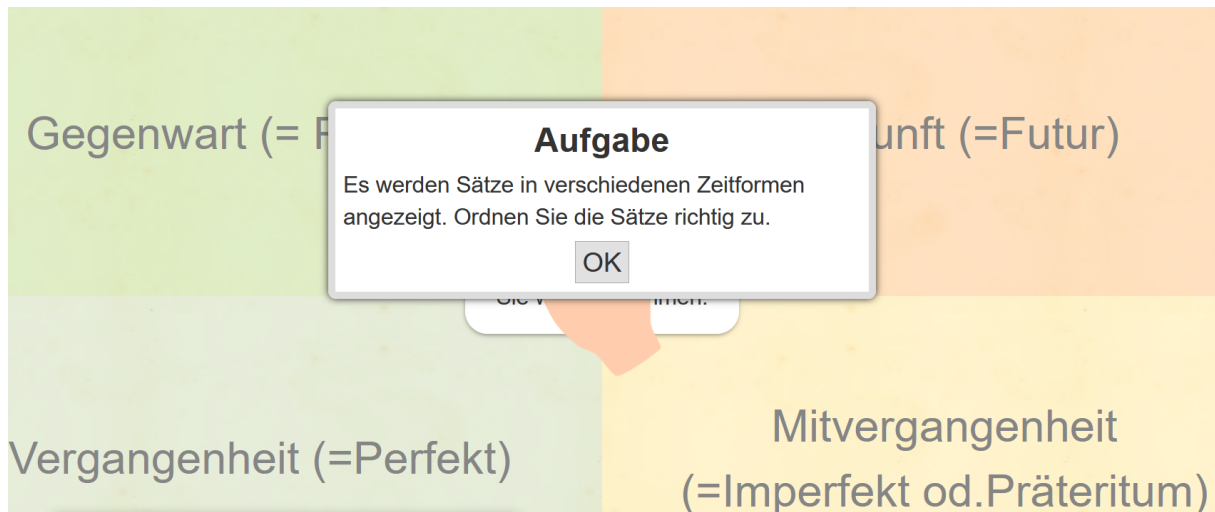 Gegenwart (=
unft (=Futur)
Aufgabe
Es werden Sätze in verschiedenen Zeitformen
angezeigt. Ordnen Sie die Sätze richtig zu.
OK
Vergangenheit (=Perfekt)
Mitvergangenheit
(=Imperfekt od.Präteritum)